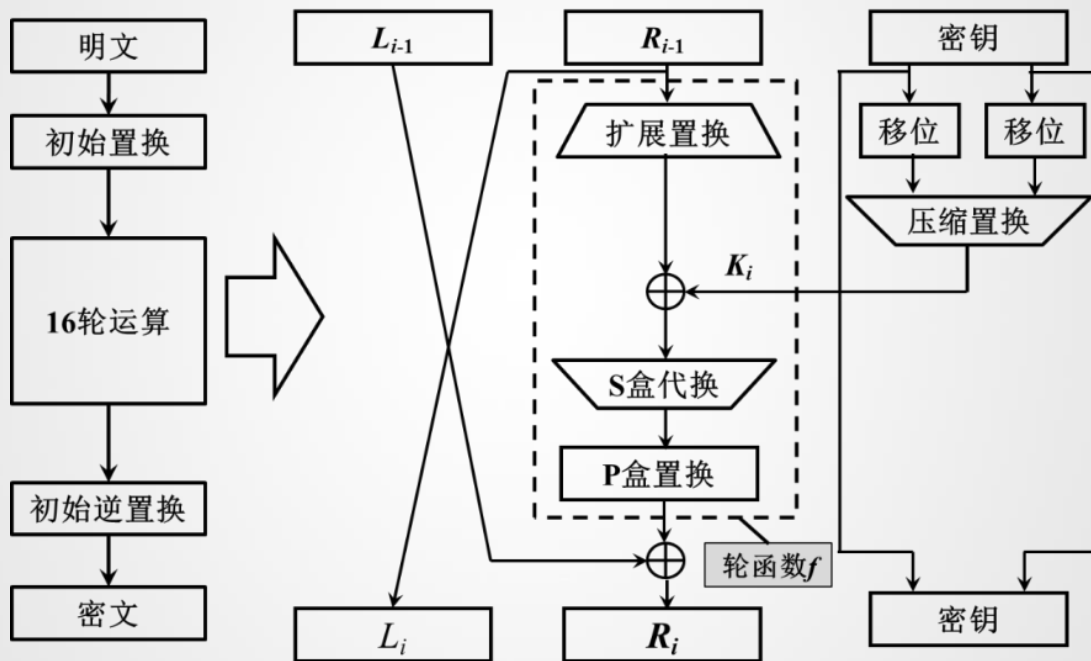 明文
初始置换
16轮运算
初始逆置换
密文
Li-1
Ri-1
扩展置换
Ki
S盒代换
P盒置换
轮函数f
Li
Ri
密钥
移位
移位
压缩置换
密钥